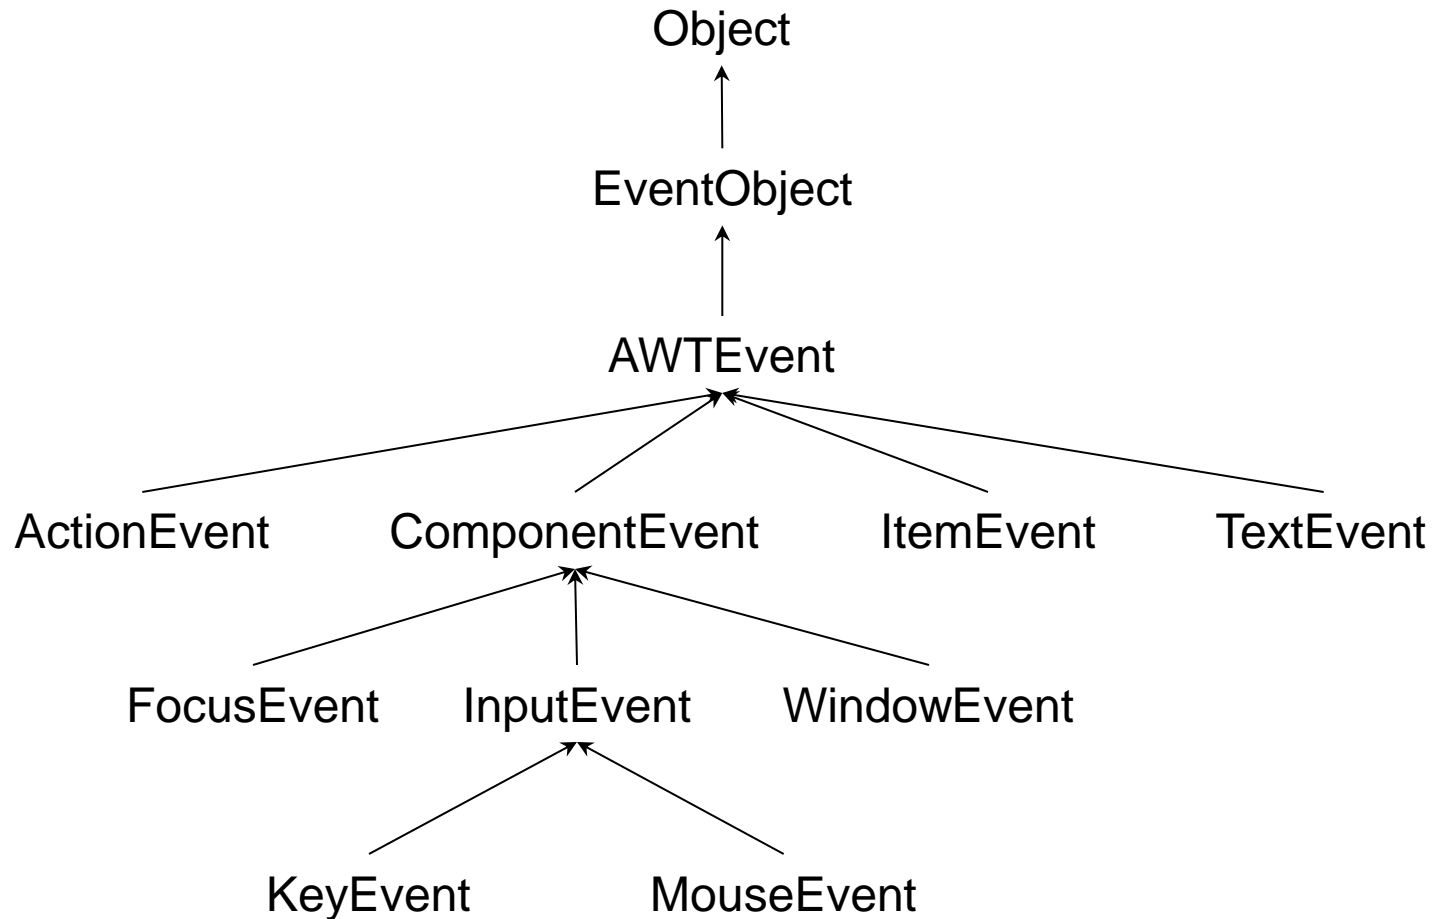 Object
EventObject
AWTEvent
ActionEvent ComponentEvent ItemEvent TextEvent
FocusEvent InputEvent WindowEvent
KeyEvent MouseEvent